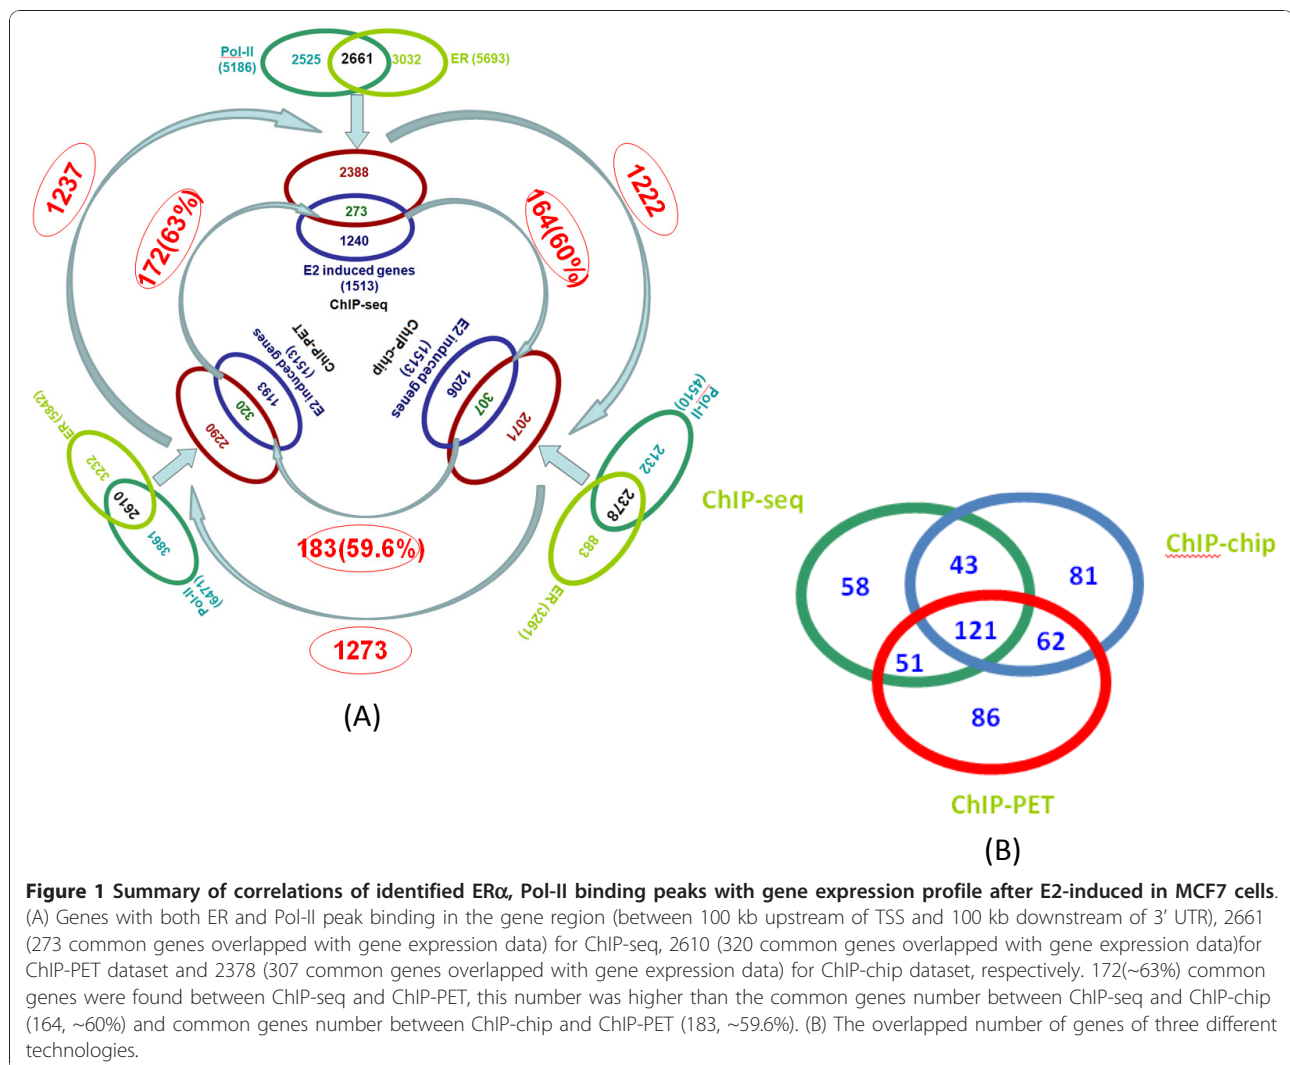 Pol-II
(5186)
2525
2661
3032
ER (5693)
1237
172(63%)
2388
273
1240
E2 induced genes
(1513)
ChIP-seq
164(60%)
1222
ChIP-PET
(1513)
E2 induced genes
1193
320
2290
ChIP-chip
(1513)
E2 induced genes
1206
307
2071
ER (5842)
3232
2610
3861
Pol-II
(6471)
Pol-II
(4510)
2132
2378
883
ER (3261)
183(59.6%)
1273
(A)
ChIP-seq
ChIP-chip
58
43
81
121
51
62
86
ChIP-PET
(B)
Figure 1 Summary of correlations of identified ERα, Pol-II binding peaks with gene expression profile after E2-induced in MCF7 cells.
(A) Genes with both ER and Pol-II peak binding in the gene region (between 100 kb upstream of TSS and 100 kb downstream of 3’ UTR), 2661
(273 common genes overlapped with gene expression data) for ChIP-seq, 2610 (320 common genes overlapped with gene expression data)for
ChIP-PET dataset and 2378 (307 common genes overlapped with gene expression data) for ChIP-chip dataset, respectively. 172(~63%) common
genes were found between ChIP-seq and ChIP-PET, this number was higher than the common genes number between ChIP-seq and ChIP-chip
(164, ~60%) and common genes number between ChIP-chip and ChIP-PET (183, ~59.6%). (B) The overlapped number of genes of three different
technologies.